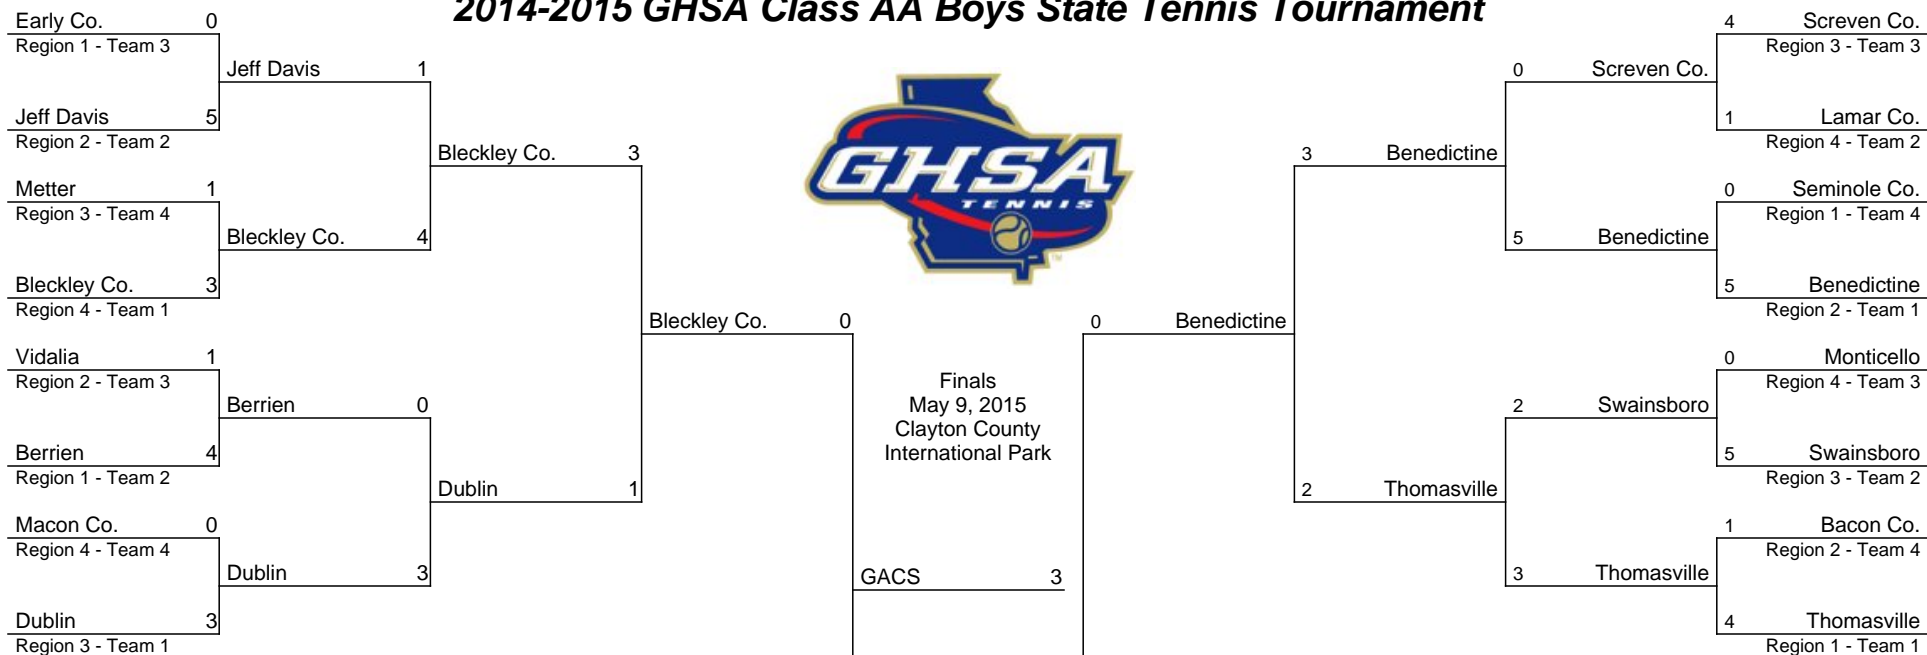 2014-2015 GHSA Class AA Boys State Tennis Tournament
Early Co. 0
Region 1 - Team 3
Jeff Davis 1
Jeff Davis 5
Region 2 - Team 2
Bleckley Co. 3
Metter 1
Region 3 - Team 4
Bleckley Co. 4
Bleckley Co. 3
Region 4 - Team 1
Bleckley Co. 0
Vidalia 1
Region 2 - Team 3
Berrien 0
Berrien 4
Region 1 - Team 2
Dublin 1
Macon Co. 0
Region 4 - Team 4
Dublin 3
Dublin 3
Region 3 - Team 1
GHSA
TENNIS
TM
Finals
May 9, 2015
Clayton County
International Park
GACS 3
4 Screven Co.
Region 3 - Team 3
0 Screven Co.
1 Lamar Co.
Region 4 - Team 2
3 Benedictine
0 Seminole Co.
Region 1 - Team 4
5 Benedictine
5 Benedictine
Region 2 - Team 1
0 Benedictine
0 Monticello
Region 4 - Team 3
2 Swainsboro
5 Swainsboro
Region 3 - Team 2
2 Thomasville
1 Bacon Co.
Region 2 - Team 4
3 Thomasville
4 Thomasville
Region 1 - Team 1